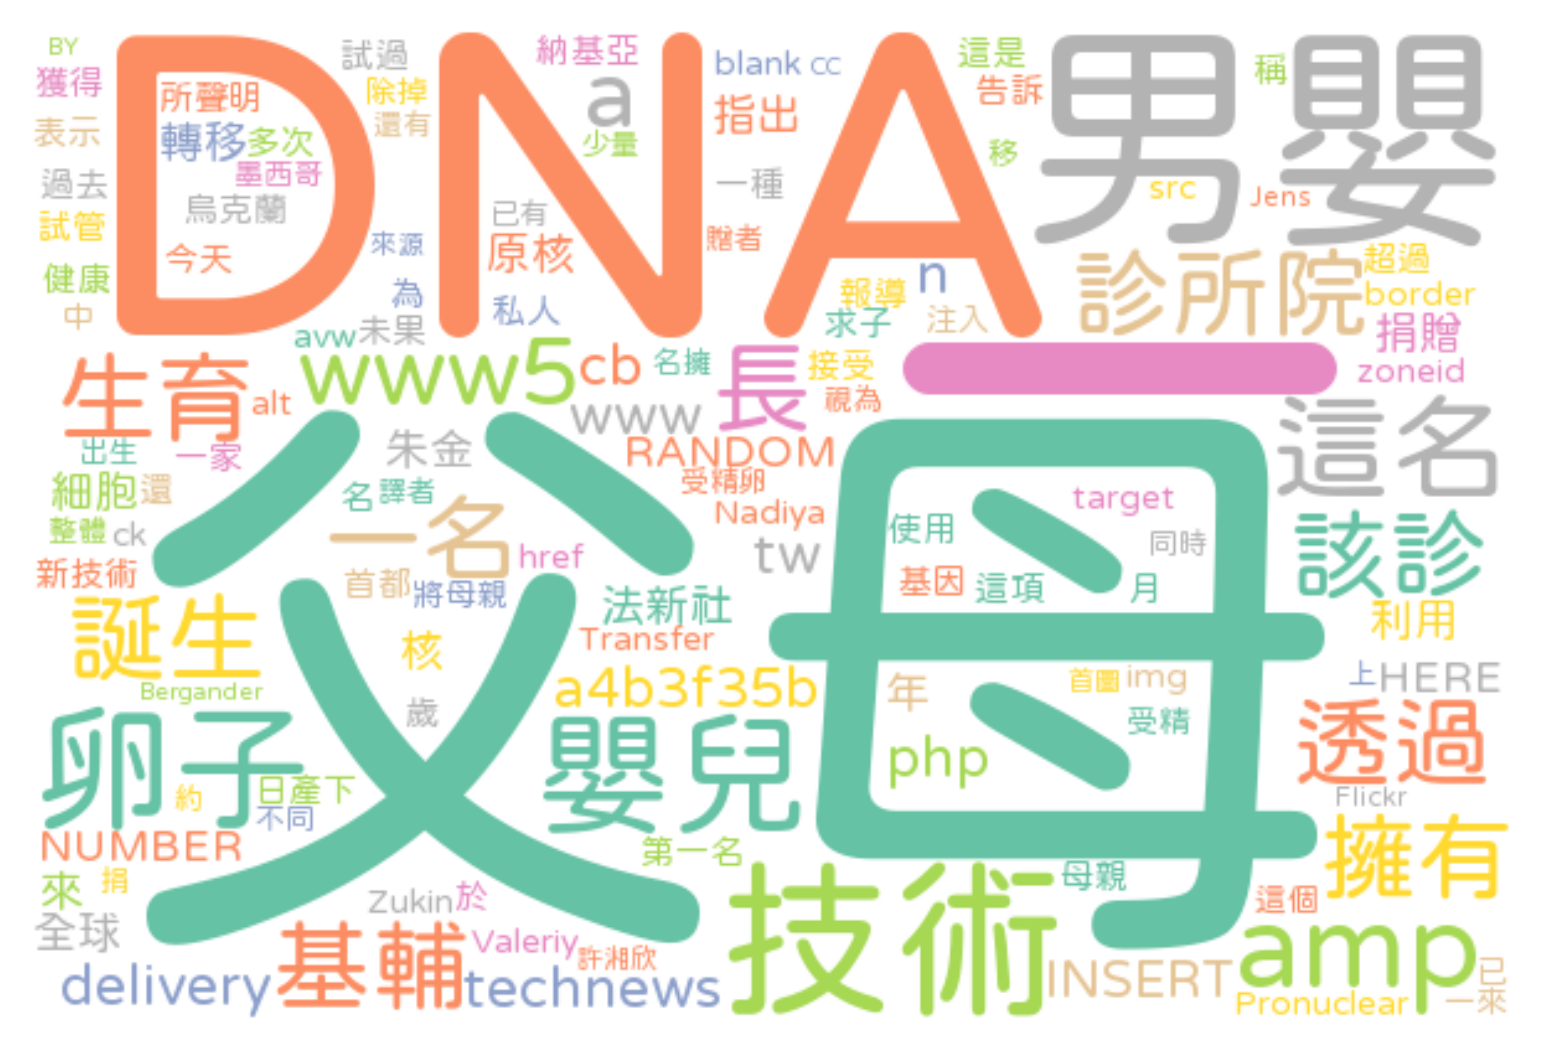 BY
獲得
表示
過去
試管
健康
中
DNA
所聲明
轉移
多次
墨西哥
烏克蘭
今天
試過
除掉
還有
來源
為
未果
avw
納基亞
a
少量
已有
原核
私人
blank
cc
指出
一種
贈者
報導
n
求子
注入
這是
告訴
移
男嬰
src
Jens
稱
診所院
超過
border
捐贈
zoneid
生育
alt
www5
cb
名擁
www
長
接受
視為
一
這名
出生
一家
細胞
還
整體
ck
新技術
朱金
名
譯者
一名
href
首都
將母親
RANDOM
受精卵
Nadiya
tw
法新社
Transfer
父母
使用
target
同時
基因
這項
月
該診
利用
誕生
Bergander
核
歲
a4b3f35b
年
首圖
img
受精
php
上
HERE
透過
Flickr
卵子
約
日產下
不同
嬰兒
第一名
NUMBER
來
捐
全球
Zukin
於
Valeriy
許湘欣
delivery
基輔
technews
技術
母親
這個
擁有
INSERT
amp
Pronuclear
已
一來